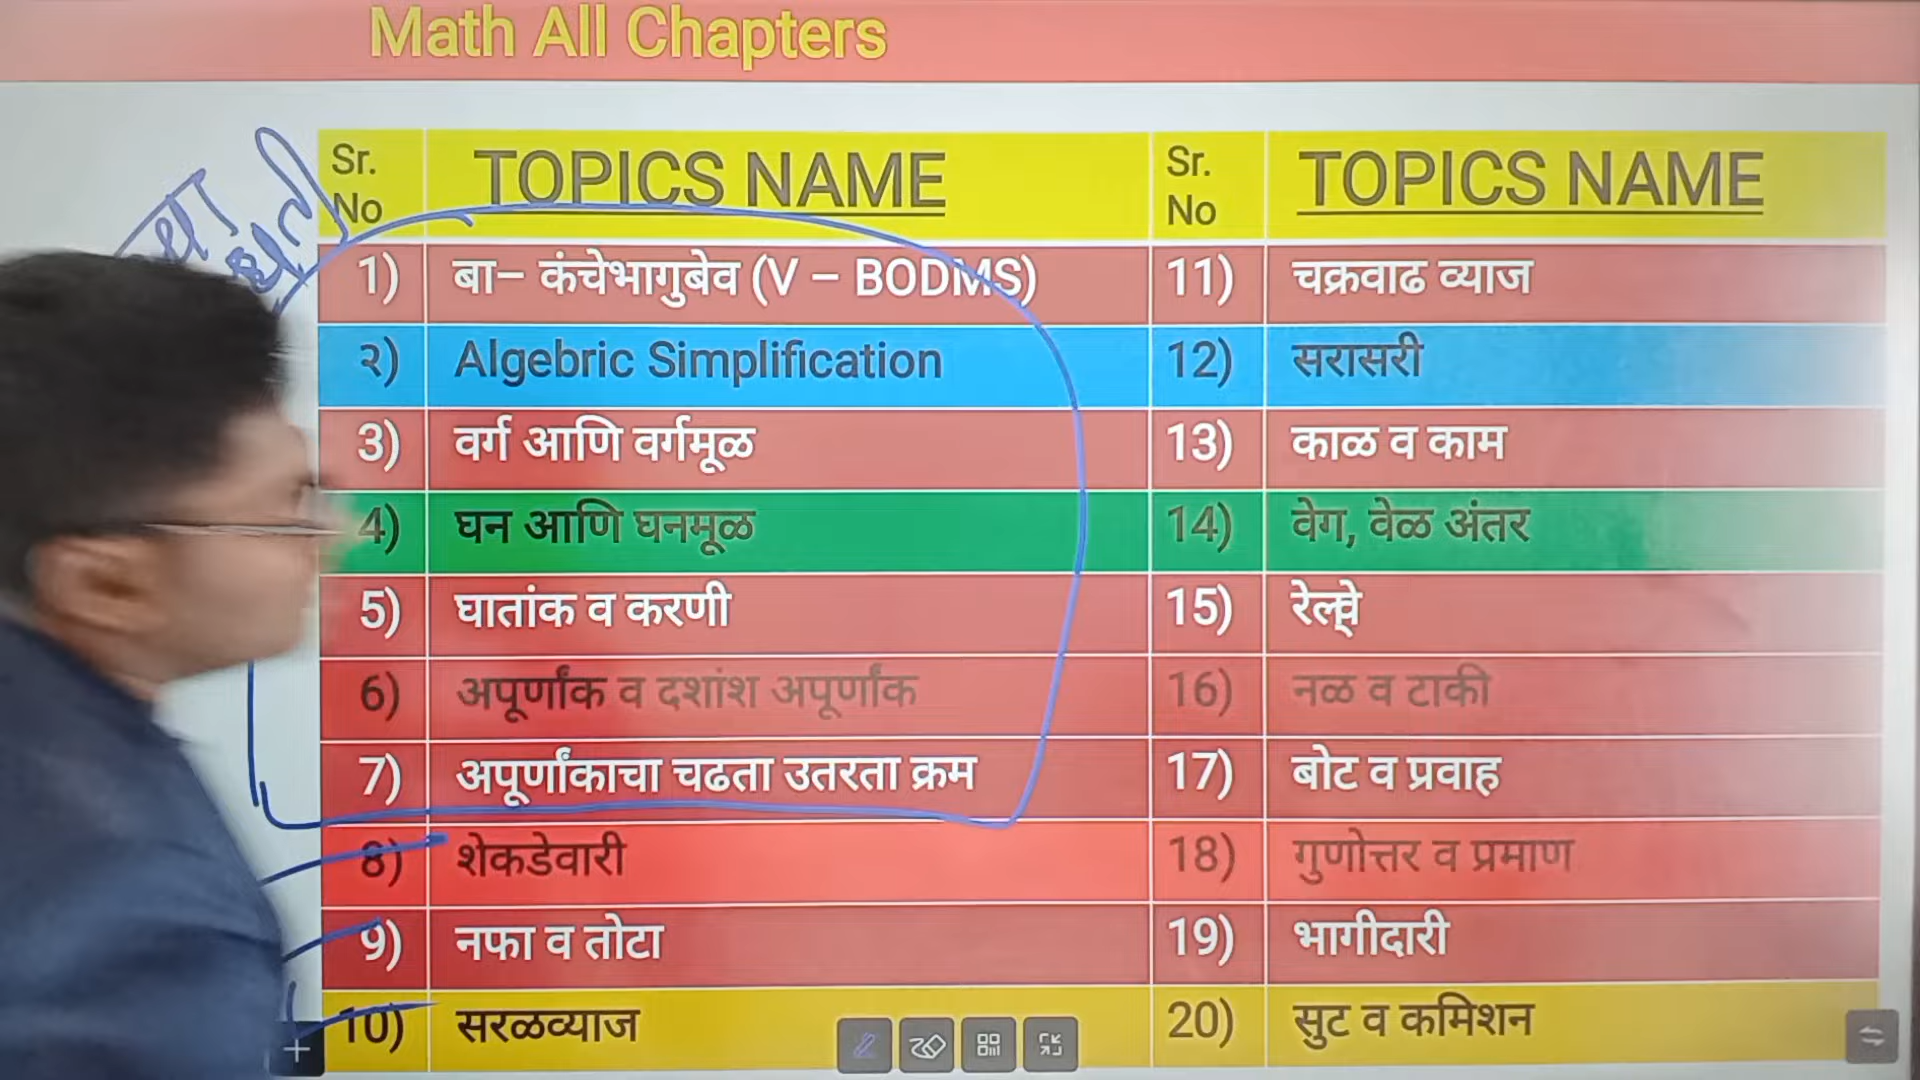 Math All Chapters
Sr. No TOPICS NAME Sr. No TOPICS NAME
1) बा– कंचेभागुबेव (V – BODMS) 11) चक्रवाढ व्याज
२) Algebric Simplification 12) सरासरी
3) वर्ग आणि वर्गमूळ 13) काळ व काम
4) घन आणि घनमूळ 14) वेग, वेळ अंतर
5) घातांक व करणी 15) रेल्वे
6) अपूर्णांक व दशांश अपूर्णांक 16) नळ व टाकी
7) अपूर्णांकाचा चढता उतरता क्रम 17) बोट व प्रवाह
8) शेकडेवारी 18) गुणोत्तर व प्रमाण
9) नफा व तोटा 19) भागीदारी
10) सरळव्याज 20) सुट व कमिशन